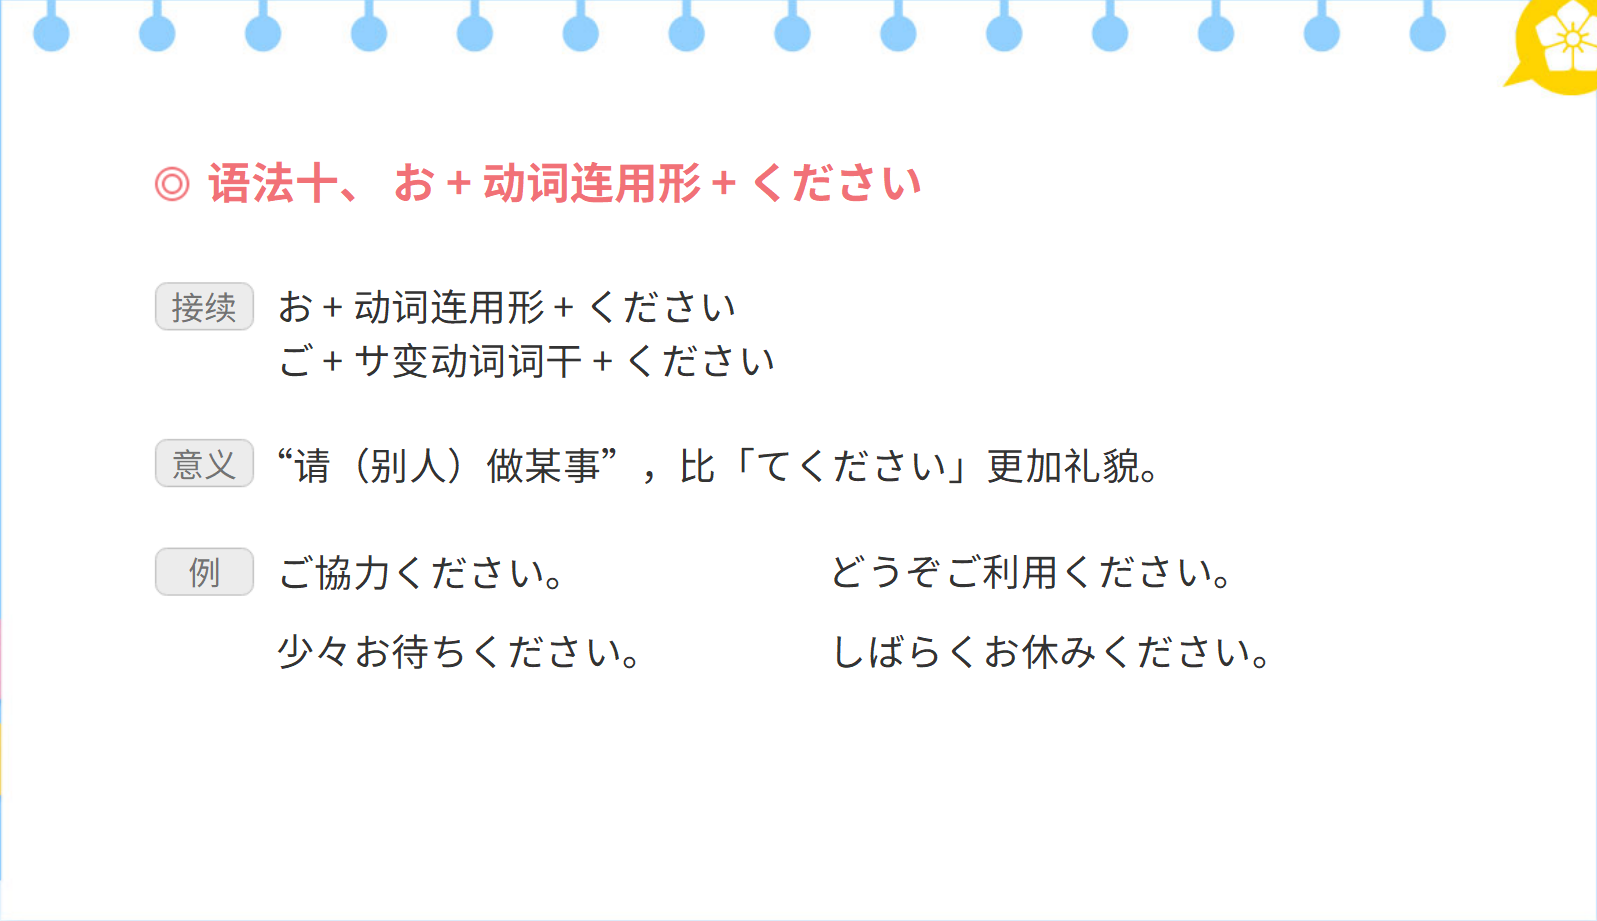 ◎ 语法十、 お + 动词连用形 + ください
接续 お + 动词连用形 + ください
ご + サ变动词词干 + ください
意义 “请（别人）做某事”，比「てください」更加礼貌。
例 ご協力ください。 どうぞご利用ください。
少々お待ちください。 しばらくお休みください。